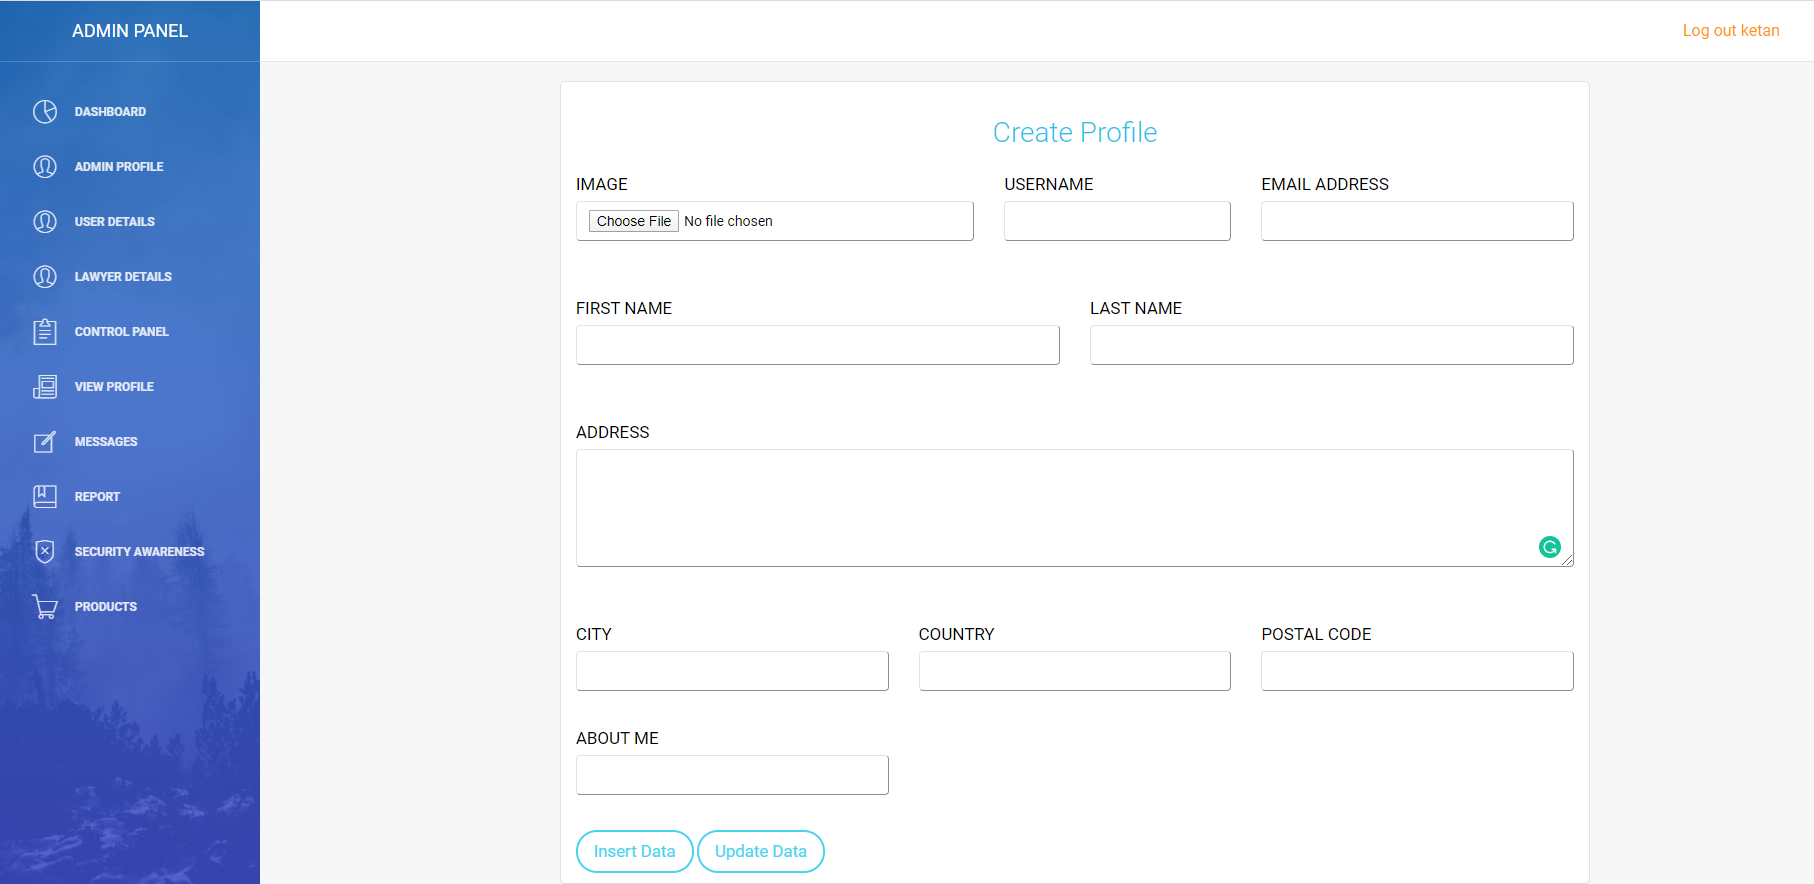 ADMIN PANEL
Log out ketan
DASHBOARD
ADMIN PROFILE
USER DETAILS
LAWYER DETAILS
CONTROL PANEL
VIEW PROFILE
MESSAGES
REPORT
SECURITY AWARENESS
PRODUCTS
Create Profile
IMAGE USERNAME EMAIL ADDRESS
Choose File No file chosen
FIRST NAME LAST NAME
ADDRESS
CITY COUNTRY POSTAL CODE
ABOUT ME
Insert Data Update Data